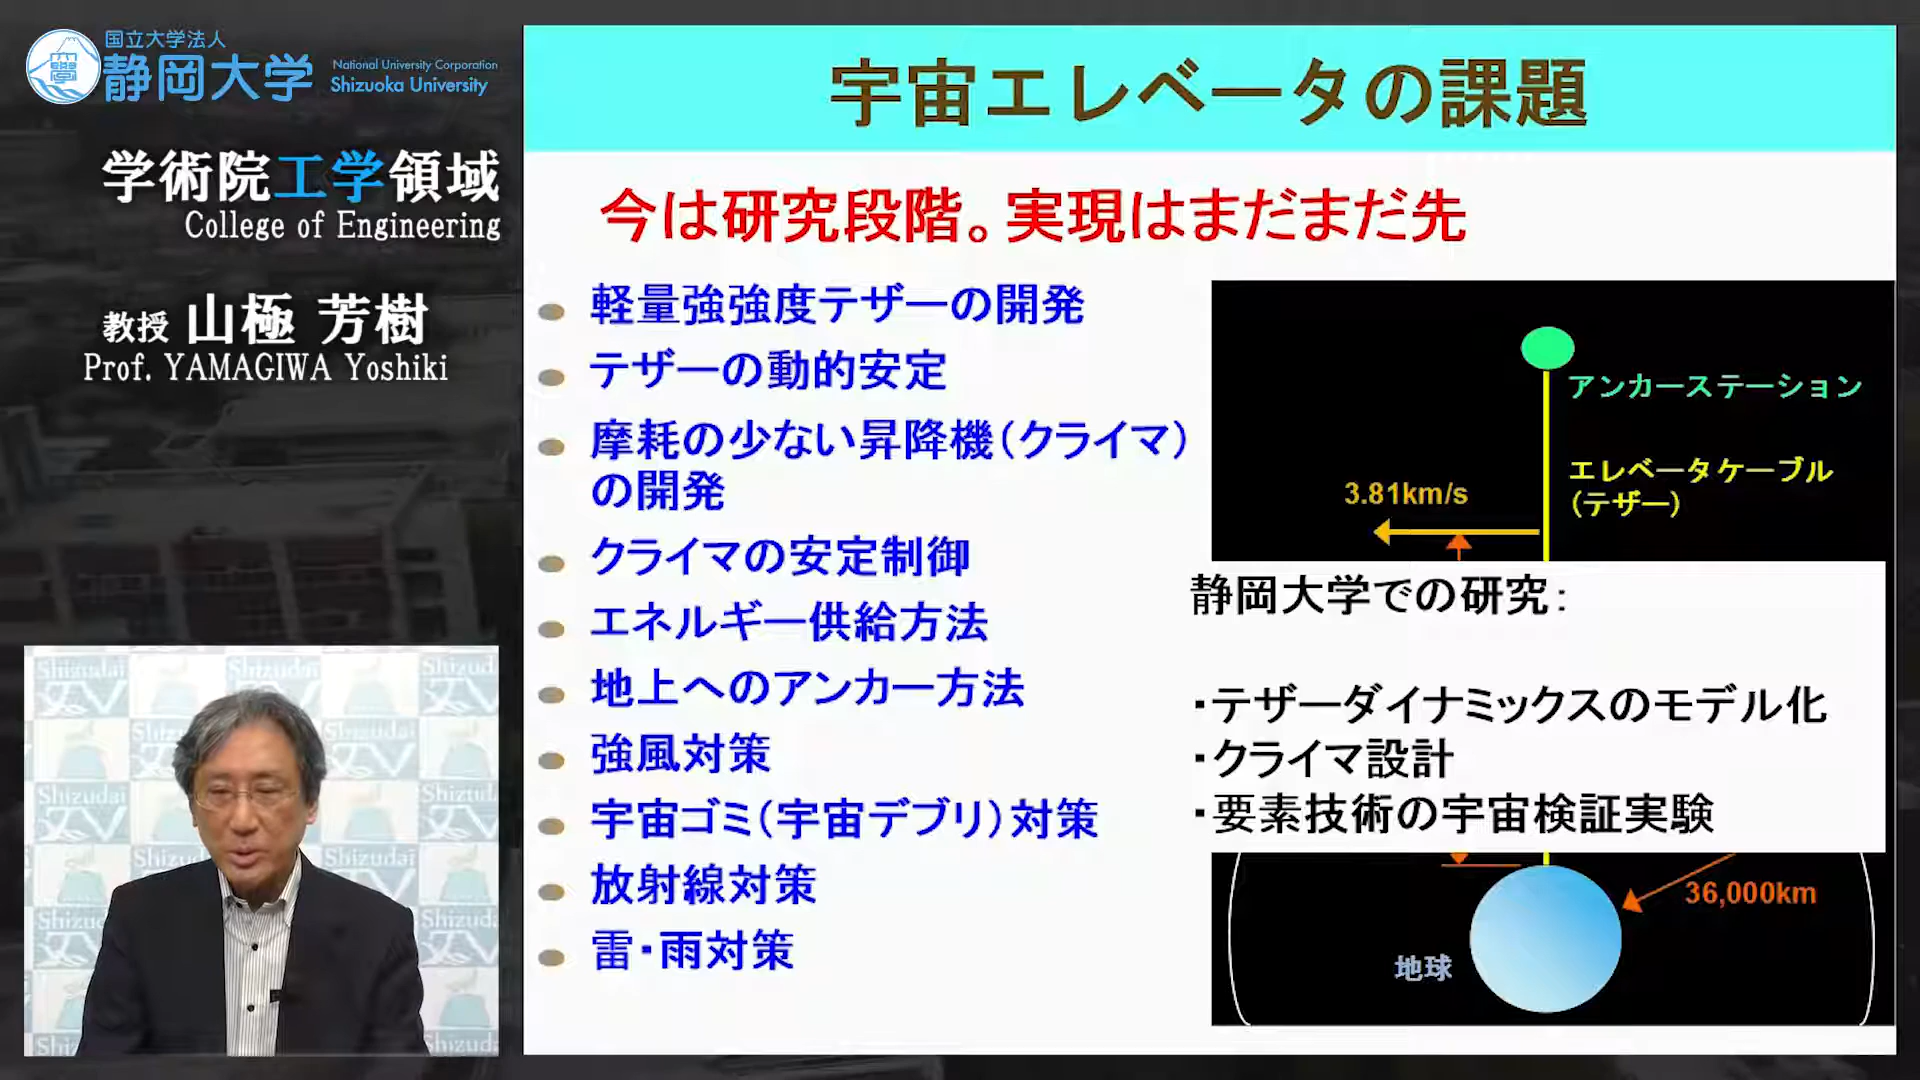 国立大学法人
静岡大学
National University Corporation
Shizuoka University
学術院工学領域
College of Engineering
教授 山極 芳樹
Prof. YAMAGIWA Yoshiki
宇宙エレベータの課題
今は研究段階。実現はまだまだ先
軽量強強度テザーの開発
テザーの動的安定
摩耗の少ない昇降機(クライマ)
の開発
クライマの安定制御
エネルギー供給方法
地上へのアンカー方法
強風対策
宇宙ゴミ(宇宙デブリ)対策
放射線対策
雷・雨対策
アンカーステーション
エレベータケーブル
(テザー)
3.81km/s
静岡大学での研究:
・テザーダイナミックスのモデル化
・クライマ設計
・要素技術の宇宙検証実験
36,000km
地球
Shizudai
TV